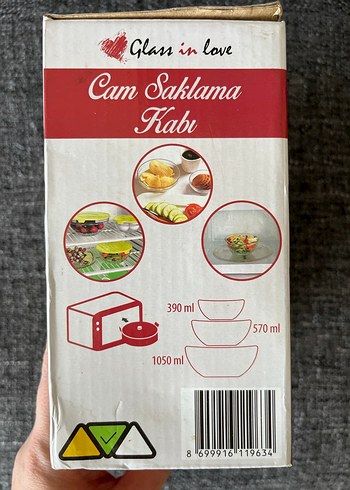 Glass in love
Cam Saklama
Kabı
390 ml
570 ml
1050 ml
8 699916 119634